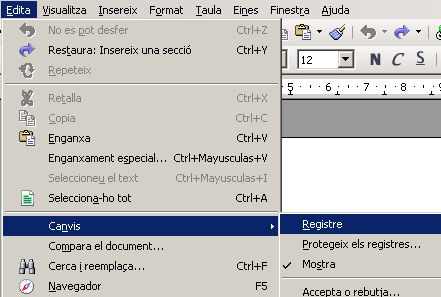 Edita Visualitza Insereix Format Taula Eines Finestra Ajuda
No es pot desfer Ctrl+Z
Restaura: Insereix una secció Ctrl+Y
Repeteix
12 N C S
Retalla Ctrl+X
5 6 7 8
Copia Ctrl+C
Enganxa Ctrl+V
Enganxament especial... Ctrl+Mayusculas+V
Seleccioneu el text Ctrl+Mayusculas+I
Selecciona-ho tot Ctrl+A
Canvis Registre
Compara el document... Protegeix els registres...
Cerca i reemplaça... Ctrl+F Mostra
Navegador F5 Accepta o rebutja...